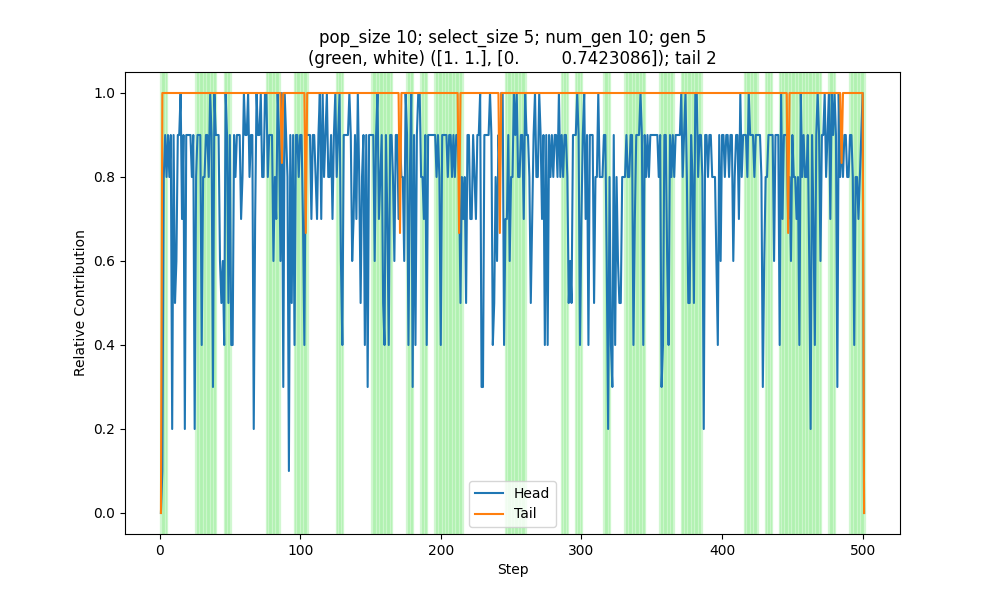 pop_size 10; select_size 5; num_gen 10; gen 5
(green, white) ([1. 1.], [0.        0.7423086]); tail 2
Relative Contribution
1.0
0.8
0.6
0.4
0.2
0.0
Head
Tail
0 100 200 300 400 500
Step